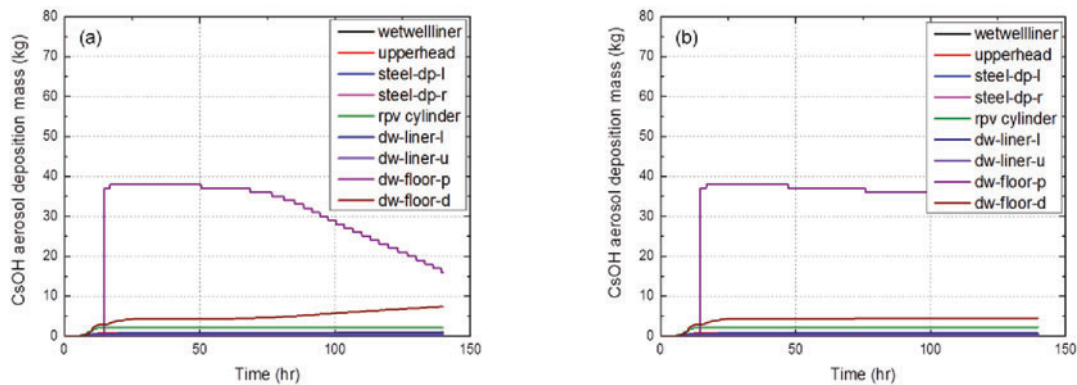 CsOH aerosol deposition mass (kg)
80
70
60
50
40
30
20
10
0
(a)
wetwellliner
upperhead
steel-dp-l
steel-dp-r
rpv cylinder
dw-liner-l
dw-liner-u
dw-floor-p
dw-floor-d
0 50 100 150
Time (hr)
CsOH aerosol deposition mass (kg)
80
70
60
50
40
30
20
10
0
(b)
wetwellliner
upperhead
steel-dp-l
steel-dp-r
rpv cylinder
dw-liner-l
dw-liner-u
dw-floor-p
dw-floor-d
0 50 100 150
Time (hr)